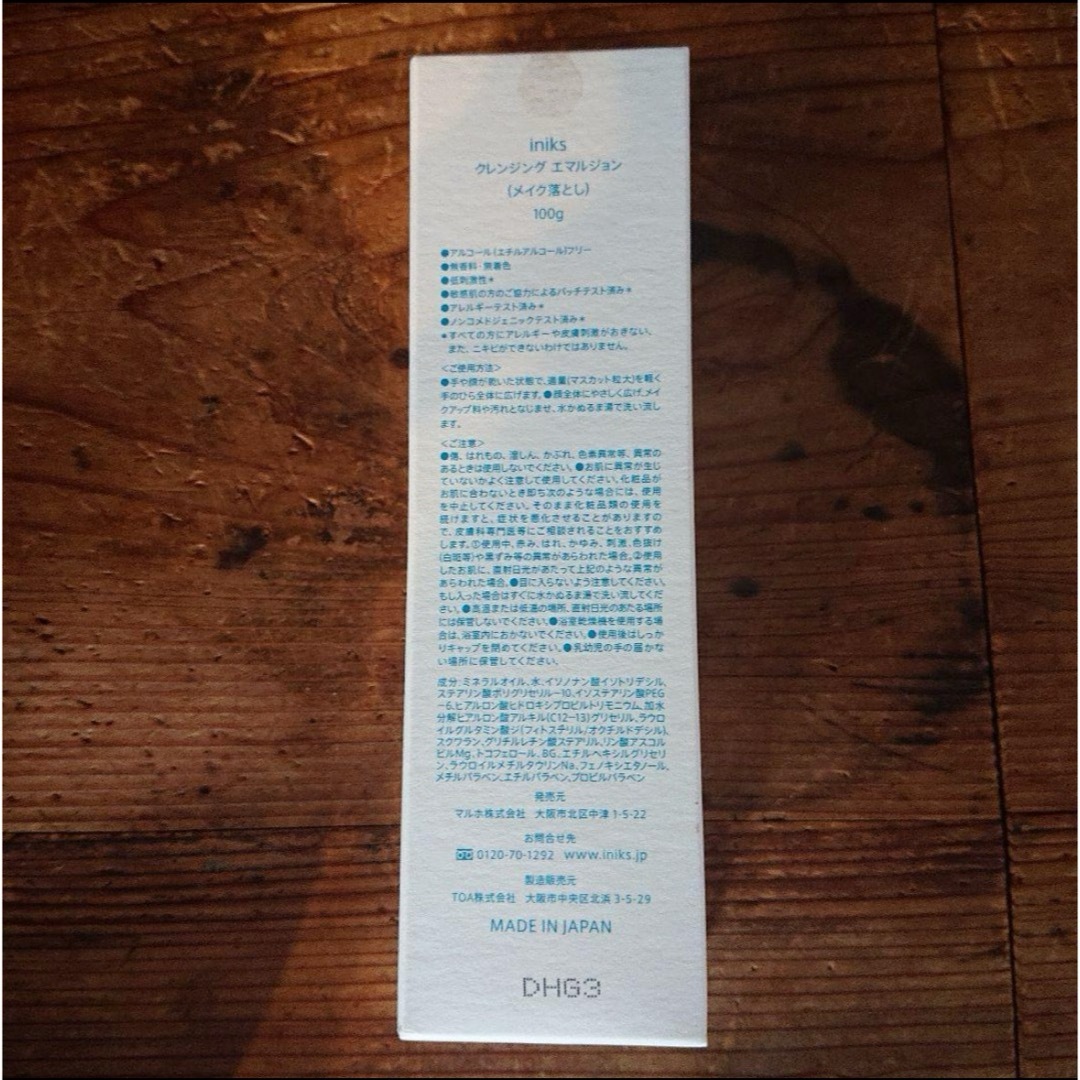 iniks
クレンジング エマルジョン
(メイク落とし)
100g
●アルコール(エチルアルコール)フリー
●無香料・無着色
●低刺激性*
●敏感肌の方のご協力によるパッチテスト済み*
●アレルギーテスト済み*
●ノンコメドジェニックテスト済み*
*すべての方にアレルギーや皮膚刺激がおきない、
また、ニキビができないわけではありません。
<ご使用方法>
●手や顔が乾いた状態で、適量(マスカット粒大)を軽く
手のひら全体に広げます。●顔全体にやさしく広げ、メイ
クアップ料や汚れとなじませ、水かぬるま湯で洗い流し
ます。
<ご注意>
●傷、はれもの、湿しん、かぶれ、色素異常等、異常の
あるときは使用しないでください。●お肌に異常が生じ
ていないかよく注意して使用してください。化粧品が
お肌に合わないとき即ち次のような場合には、使用
を中止してください。そのまま化粧品類の使用を
続けますと、症状を悪化させることがありますの
で、皮膚科専門医等にご相談されることをおすすめ
します。①使用中、赤み、はれ、かゆみ、刺激、色抜け
(白斑等)や黒ずみ等の異常があらわれた場合。②使用
したお肌に、直射日光があたって上記のような異常が
あらわれた場合。●目に入らないよう注意してください。
もし入った場合はすぐに水かぬるま湯で洗い流してくだ
さい。●高温または低温の場所、直射日光のあたる場所
には保管しないでください。●浴室乾燥機を使用する場
合は、浴室内におかないでください。●使用後はしっか
りキャップを閉めてください。●乳幼児の手の届かな
い場所に保管してください。
成分:ミネラルオイル、水、イソノナン酸イソトリデシル、
ステアリン酸ポリグリセリル-10、イソステアリン酸PEG
-6、ヒアルロン酸ヒドロキシプロピルトリモニウム、加水
分解ヒアルロン酸アルキル(C12-13)グリセリル、ラウロ
イルグルタミン酸ジ(フィトステリル/オクチルドデシル)、
スクワラン、グリチルレチン酸ステアリル、リン酸アスコル
ビルMg、トコフェロール、BG、エチルヘキシルグリセリ
ン、ラウロイルメチルタウリンNa、フェノキシエタノール、
メチルパラベン、エチルパラベン、プロピルパラベン
発売元
マルホ株式会社 大阪市北区中津1-5-22
お問合せ先
0120-70-1292 www.iniks.jp
製造販売元
TOA株式会社 大阪市中央区北浜3-5-29
MADE IN JAPAN
DHG3